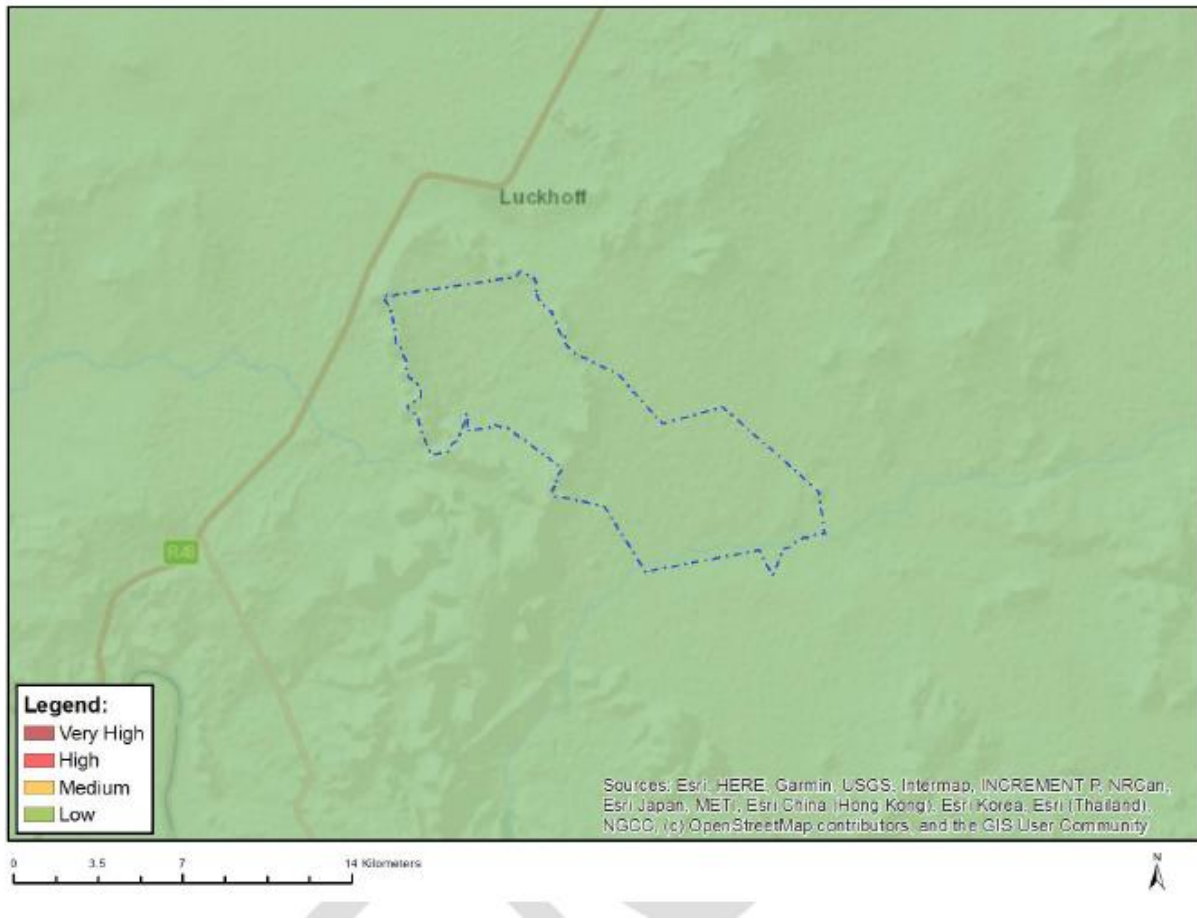 Luckhoff
R48
Legend:
Very High
High
Medium
Low
Sources: Esri, HERE, Garmin, USGS, Intermap, INCREMENT P, NRCan,
Esri Japan, METI, Esri China (Hong Kong), Esri Korea, Esri (Thailand),
NGCC, (c) OpenStreetMap contributors, and the GIS User Community
0 3.5 7 14 Kilometers
N